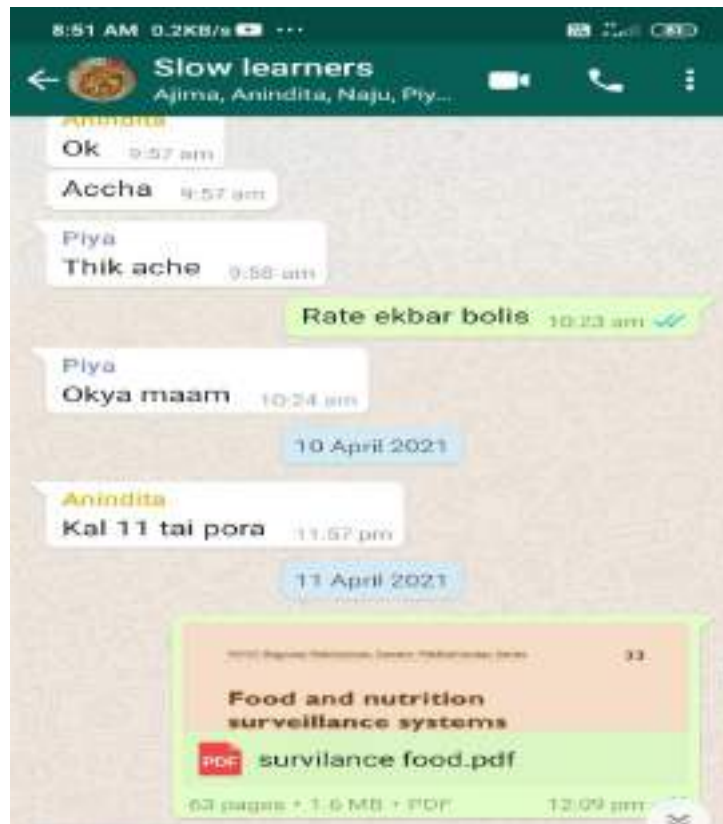 8:51 AM 0.2KB/s ...
Slow learners
Ajima, Anindita, Naju, Piy...
Anindita
Ok 9:57 am
Accha 9:57 am
Piya
Thik ache 9:58 am
Rate ekbar bolis 10:23 am
Piya
Okya maam 10:24 am
10 April 2021
Anindita
Kal 11 tai pora 11:57 pm
11 April 2021
33
Food and nutrition
surveillance systems
PDF survilance food.pdf
63 pages • 1.6 MB • PDF 12:09 pm